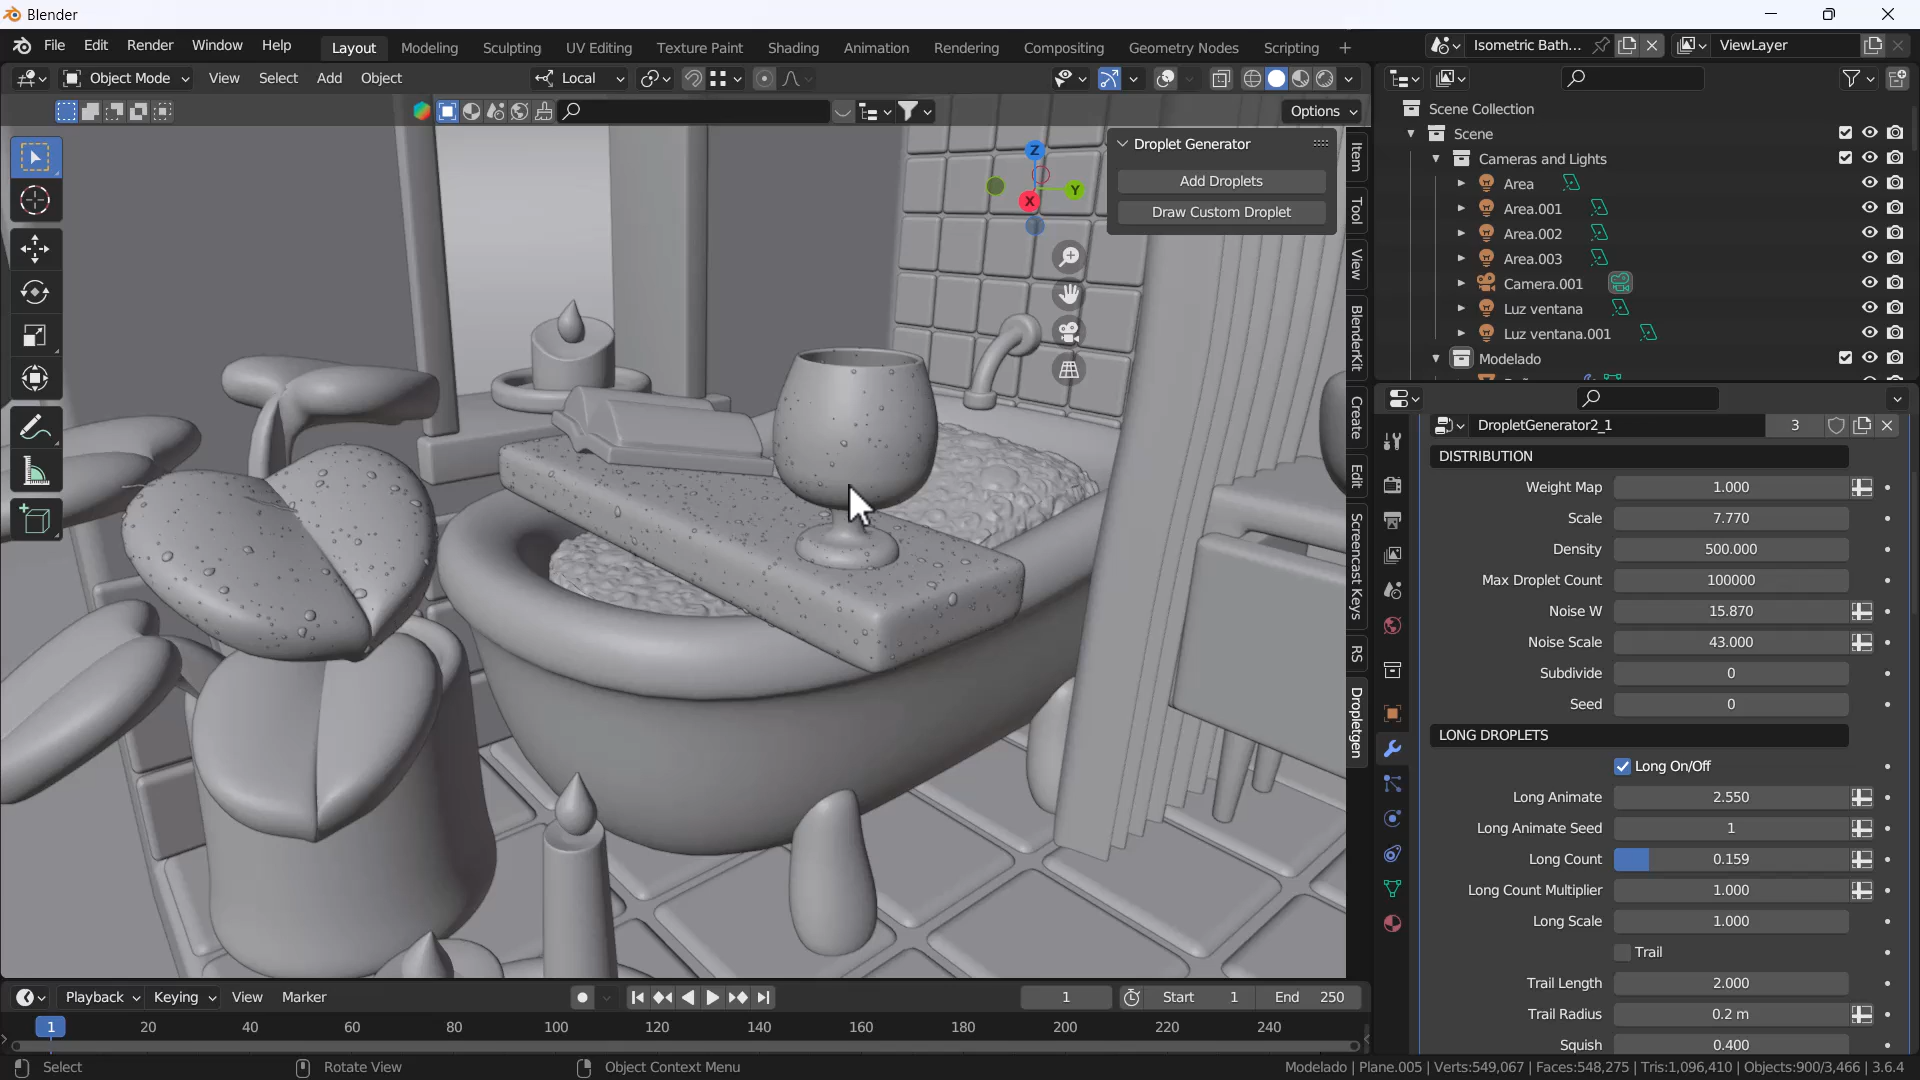 Blender
File Edit Render Window Help Layout Modeling Sculpting UV Editing Texture Paint Shading Animation Rendering Compositing Geometry Nodes Scripting + Isometric Bath... ViewLayer
Object Mode View Select Add Object Local
Options
Droplet Generator
Add Droplets
Draw Custom Droplet
Z
Y
X
Item
Tool
View
BlenderKit
Create
Edit
Screencast Keys
RS
Dropletgen
Scene Collection
Scene
Cameras and Lights
Area
Area.001
Area.002
Area.003
Camera.001
Luz ventana
Luz ventana.001
Modelado
DropletGenerator2_1 3
DISTRIBUTION
Weight Map 1.000
Scale 7.770
Density 500.000
Max Droplet Count 100000
Noise W 15.870
Noise Scale 43.000
Subdivide 0
Seed 0
LONG DROPLETS
Long On/Off
Long Animate 2.550
Long Animate Seed 1
Long Count 0.159
Long Count Multiplier 1.000
Long Scale 1.000
Trail
Trail Length 2.000
Trail Radius 0.2 m
Squish 0.400
Playback Keying View Marker 1 Start 1 End 250
1 20 40 60 80 100 120 140 160 180 200 220 240
Select Rotate View Object Context Menu Modelado | Plane.005 | Verts:549,067 | Faces:548,275 | Tris:1,096,410 | Objects:900/3,466 | 3.6.4